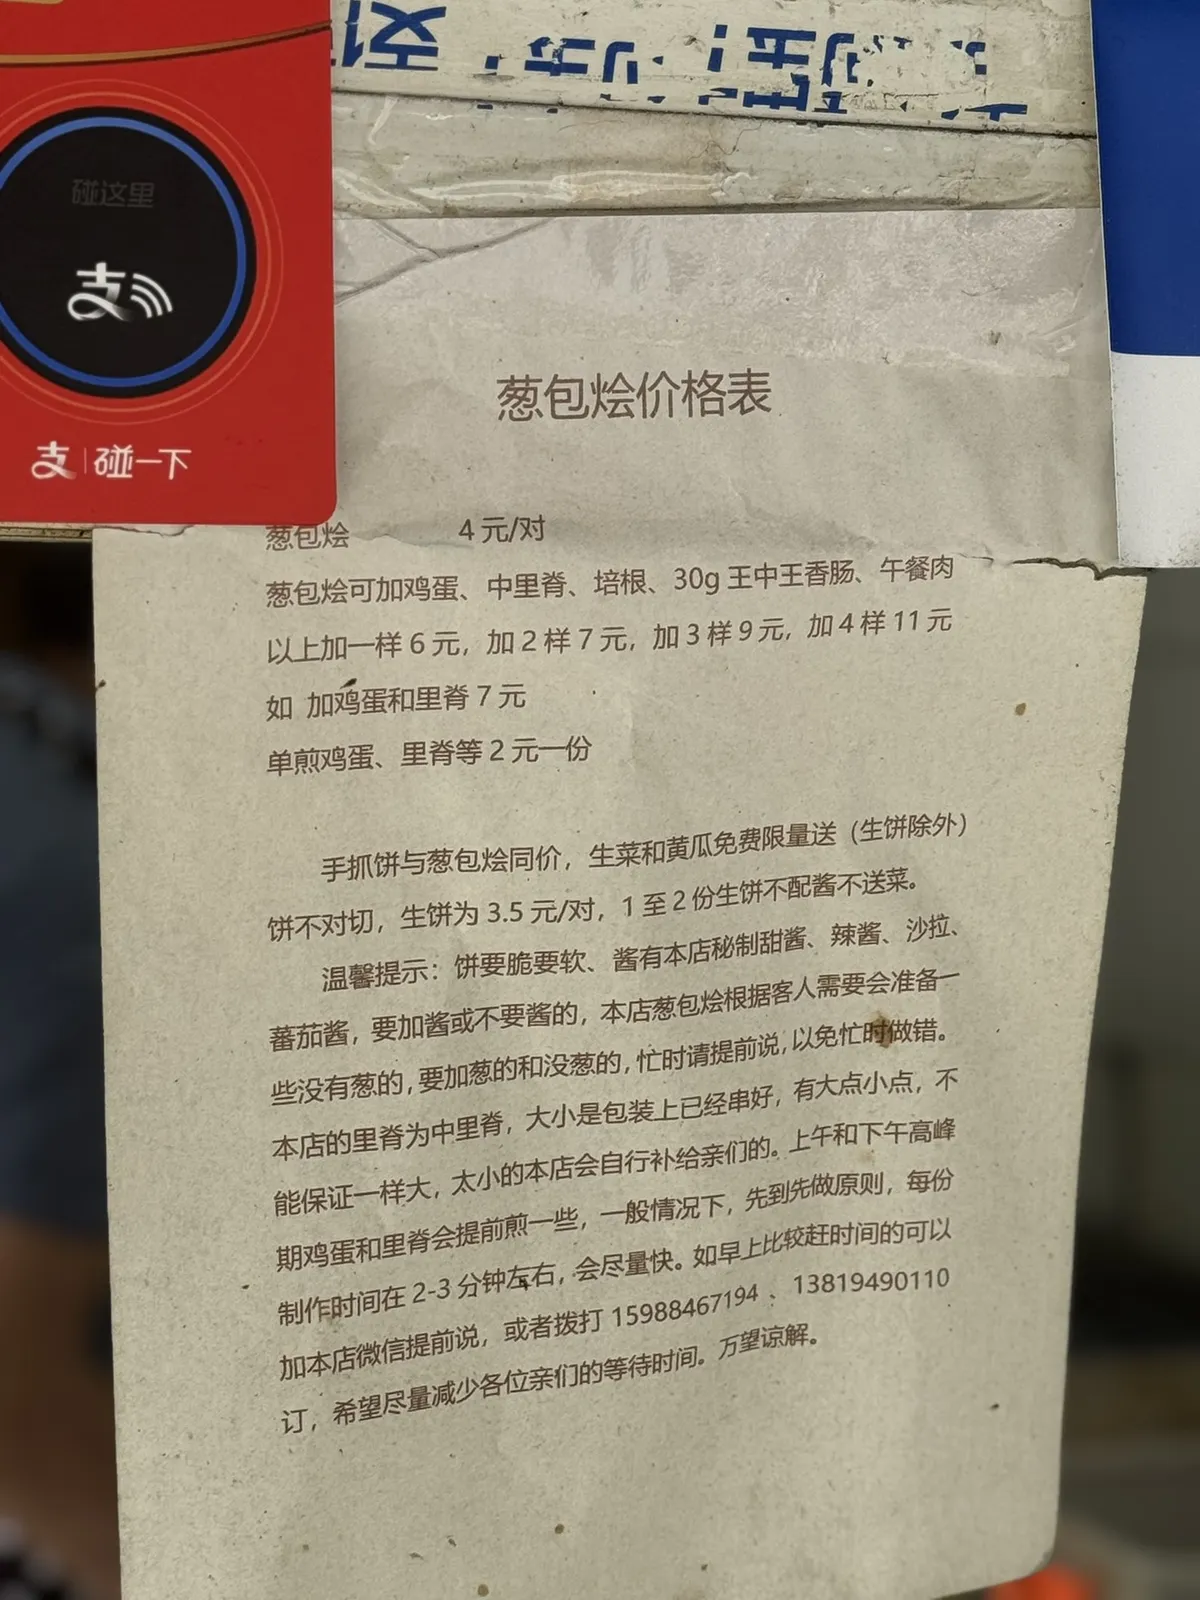 碰这里
支
支 碰一下
葱包烩价格表
葱包烩 4 元/对
葱包烩可加鸡蛋、中里脊、培根、30g 王中王香肠、午餐肉
以上加一样 6 元，加 2 样 7 元，加 3 样 9 元，加 4 样 11 元
如 加鸡蛋和里脊 7 元
单煎鸡蛋、里脊等 2 元一份
手抓饼与葱包烩同价，生菜和黄瓜免费限量送（生饼除外）
饼不对切，生饼为 3.5 元/对，1 至 2 份生饼不配酱不送菜。
温馨提示：饼要脆要软、酱有本店秘制甜酱、辣酱、沙拉、
蕃茄酱，要加酱或不要酱的，本店葱包烩根据客人需要会准备一
些没有葱的，要加葱的和没葱的，忙时请提前说，以免忙时做错。
本店的里脊为中里脊，大小是包装上已经串好，有大点小点，不
能保证一样大，太小的本店会自行补给亲们的。上午和下午高峰
期鸡蛋和里脊会提前煎一些，一般情况下，先到先做原则，每份
制作时间在 2-3 分钟左右，会尽量快。如早上比较赶时间的可以
加本店微信提前说，或者拨打 15988467194 、 13819490110
订，希望尽量减少各位亲们的等待时间。万望谅解。